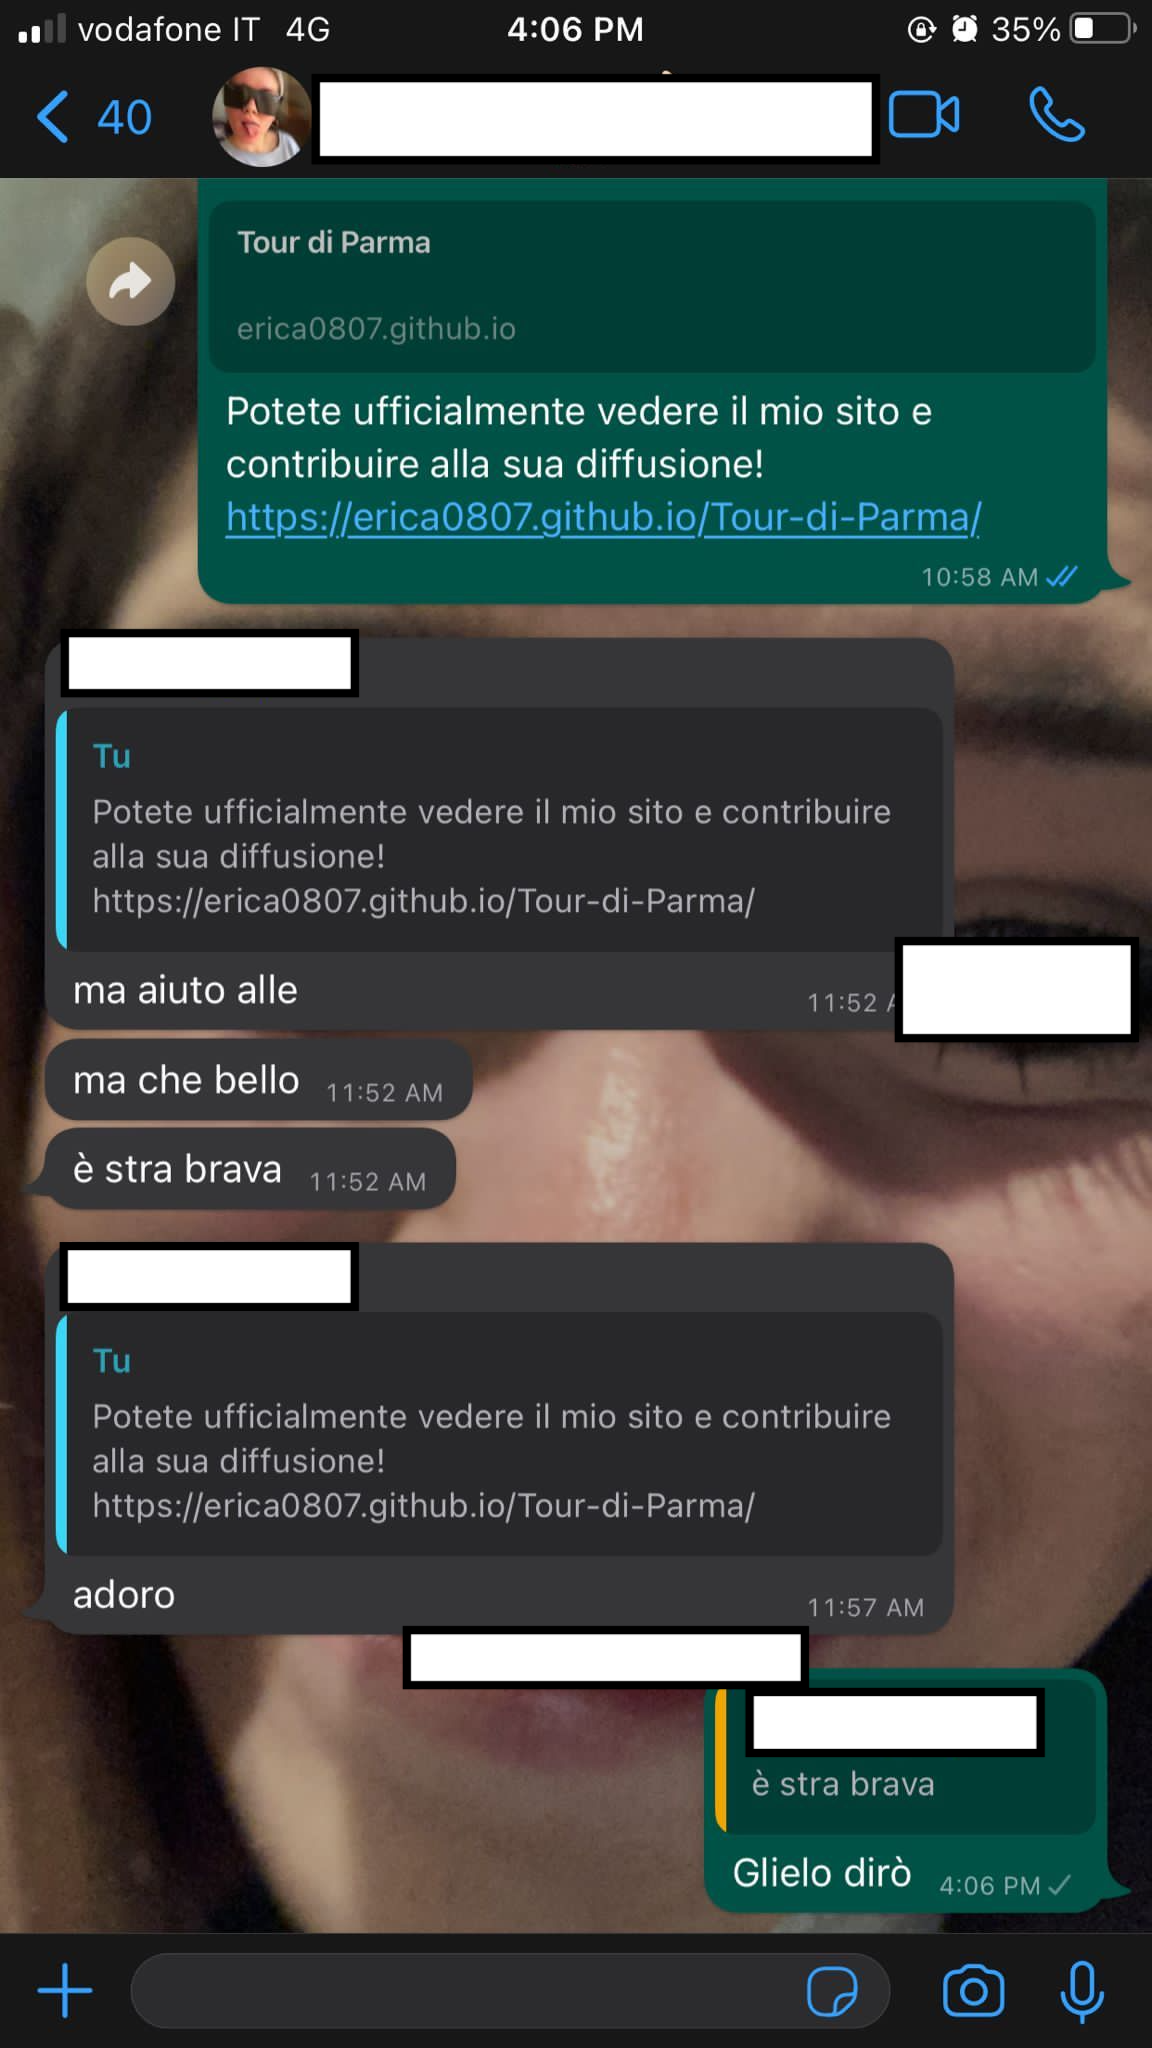 vodafone IT 4G 4:06 PM 35%
40
Tour di Parma
erica0807.github.io
Potete ufficialmente vedere il mio sito e
contribuire alla sua diffusione!
https://erica0807.github.io/Tour-di-Parma/
10:58 AM
Tu
Potete ufficialmente vedere il mio sito e contribuire
alla sua diffusione!
https://erica0807.github.io/Tour-di-Parma/
ma aiuto alle
11:52 A
ma che bello 11:52 AM
è stra brava 11:52 AM
Tu
Potete ufficialmente vedere il mio sito e contribuire
alla sua diffusione!
https://erica0807.github.io/Tour-di-Parma/
adoro
11:57 AM
è stra brava
Glielo dirò 4:06 PM